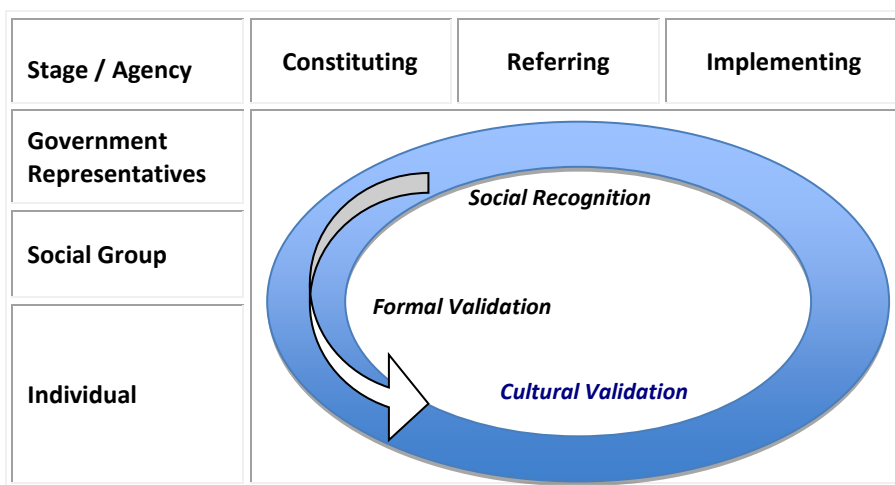 Stage / Agency
Constituting
Referring
Implementing
Government
Representatives
Social Recognition
Social Group
Formal Validation
Individual
Cultural Validation